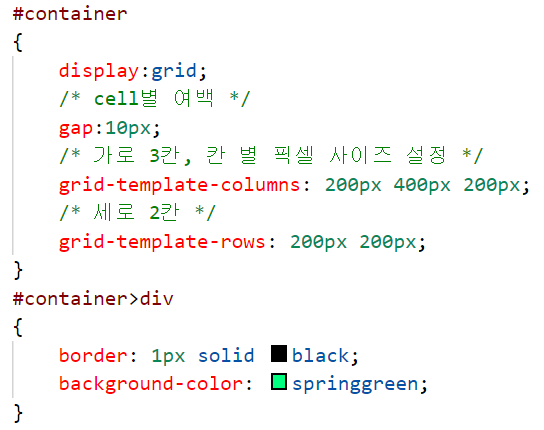 #container
{
display:grid;
/* cell별 여백 */
gap:10px;
/* 가로 3칸, 칸 별 픽셀 사이즈 설정 */
grid-template-columns: 200px 400px 200px;
/* 세로 2칸 */
grid-template-rows: 200px 200px;
}
#container>div
{
border: 1px solid black;
background-color: springgreen;
}